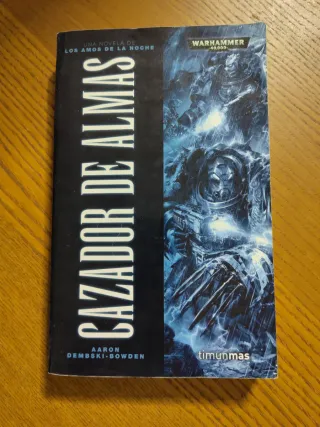 UNA NOVELA DE
LOS AMOS DE LA NOCHE
CAZADOR DE ALMAS
AARON
DEMBSKI-BOWDEN
WARHAMMER
40,000
timunmas